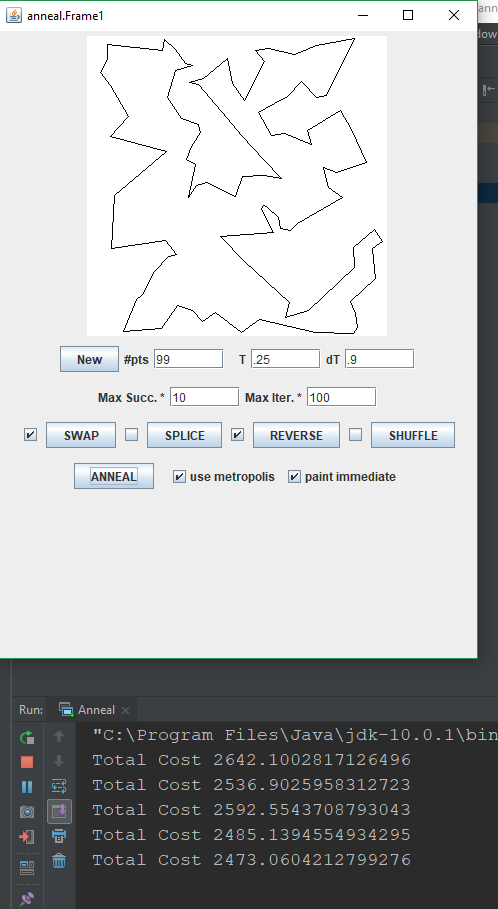 anneal.Frame1
ann
dow
New #pts 99 T .25 dT .9
Max Succ. * 10 Max Iter. * 100
SWAP SPLICE REVERSE SHUFFLE
ANNEAL use metropolis paint immediate
Run: Anneal
"C:\Program Files\Java\jdk-10.0.1\bin
Total Cost 2642.1002817126496
Total Cost 2536.9025958312723
Total Cost 2592.5543708793043
Total Cost 2485.1394554934295
Total Cost 2473.0604212799276